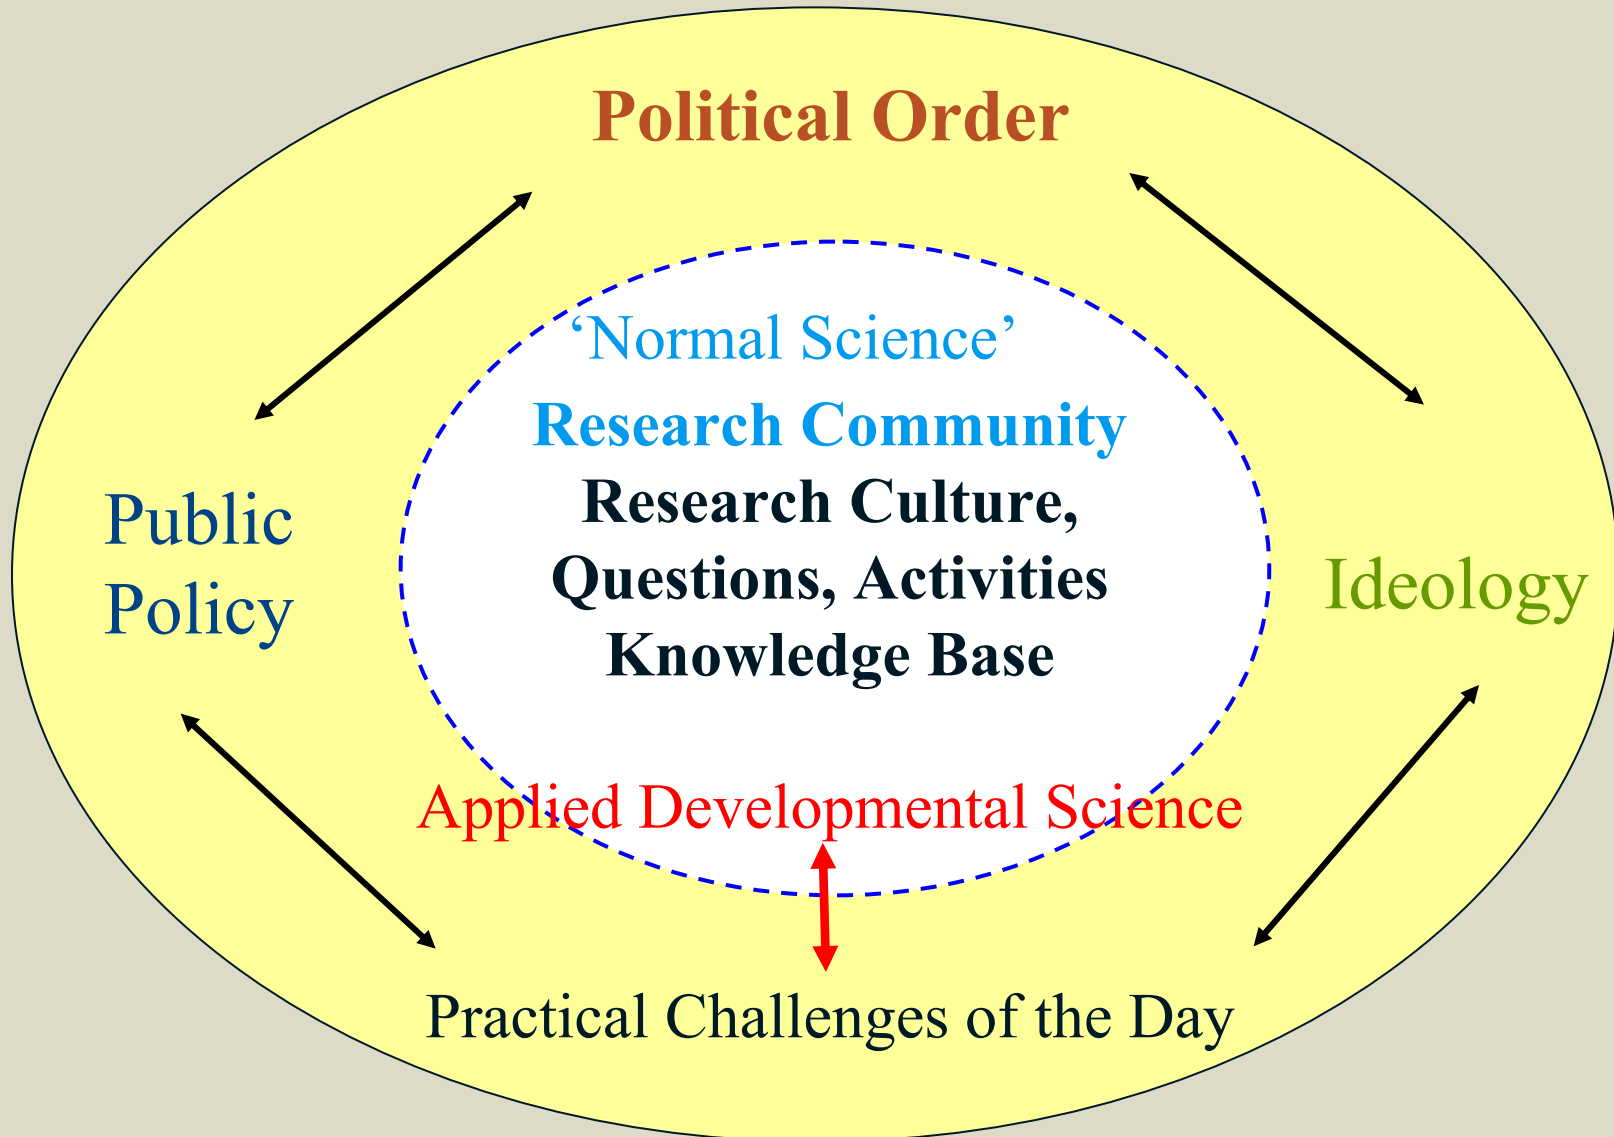 Political Order
‘Normal Science’
Research Community
Research Culture,
Questions, Activities
Knowledge Base
Public
Policy
Ideology
Applied Developmental Science
Practical Challenges of the Day